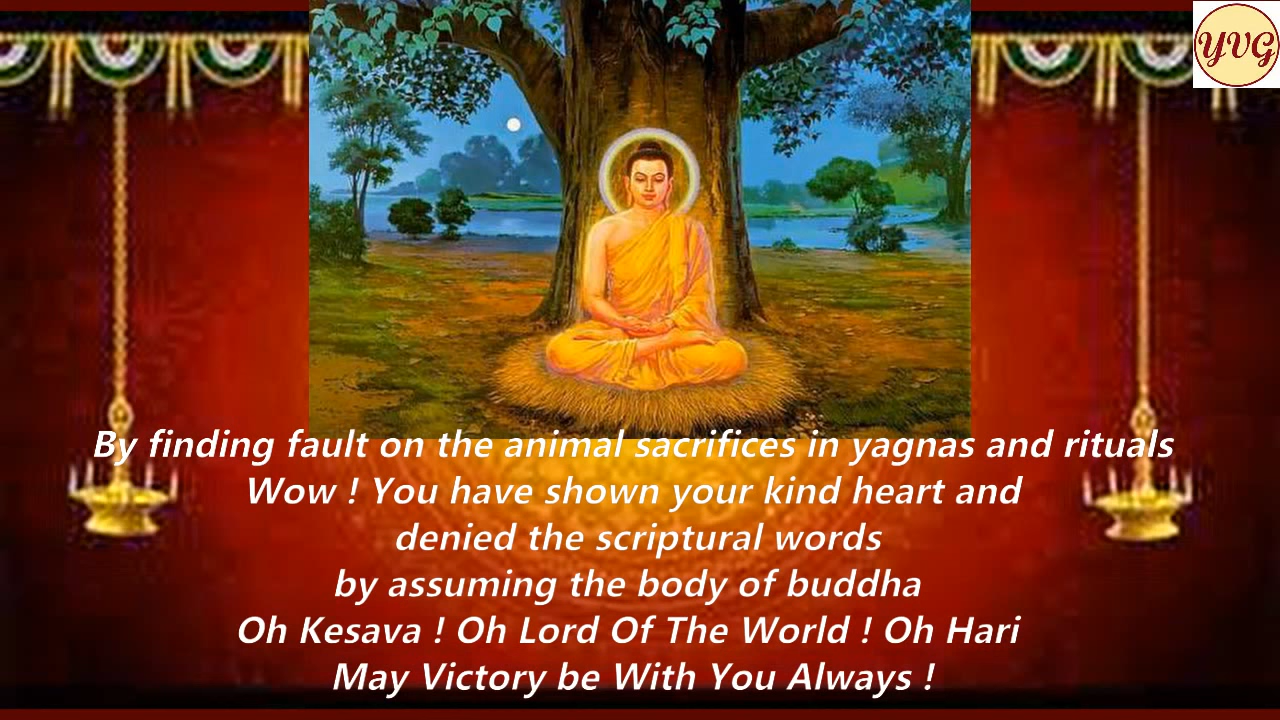 YVG
By finding fault on the animal sacrifices in yagnas and rituals
Wow ! You have shown your kind heart and
denied the scriptural words
by assuming the body of buddha
Oh Kesava ! Oh Lord Of The World ! Oh Hari
May Victory be With You Always !